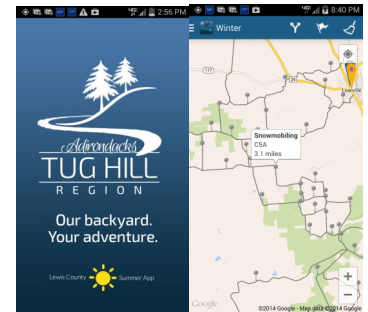 2:56 PM
Adirondacks
TUG HILL
REGION
Our backyard.
Your adventure.
Lewis County
Summer App
8:40 PM
Winter
177
Lowville
Snowmobiling
C5A
3.1 miles
+
−
Google
©2014 Google - Map data ©2014 Google